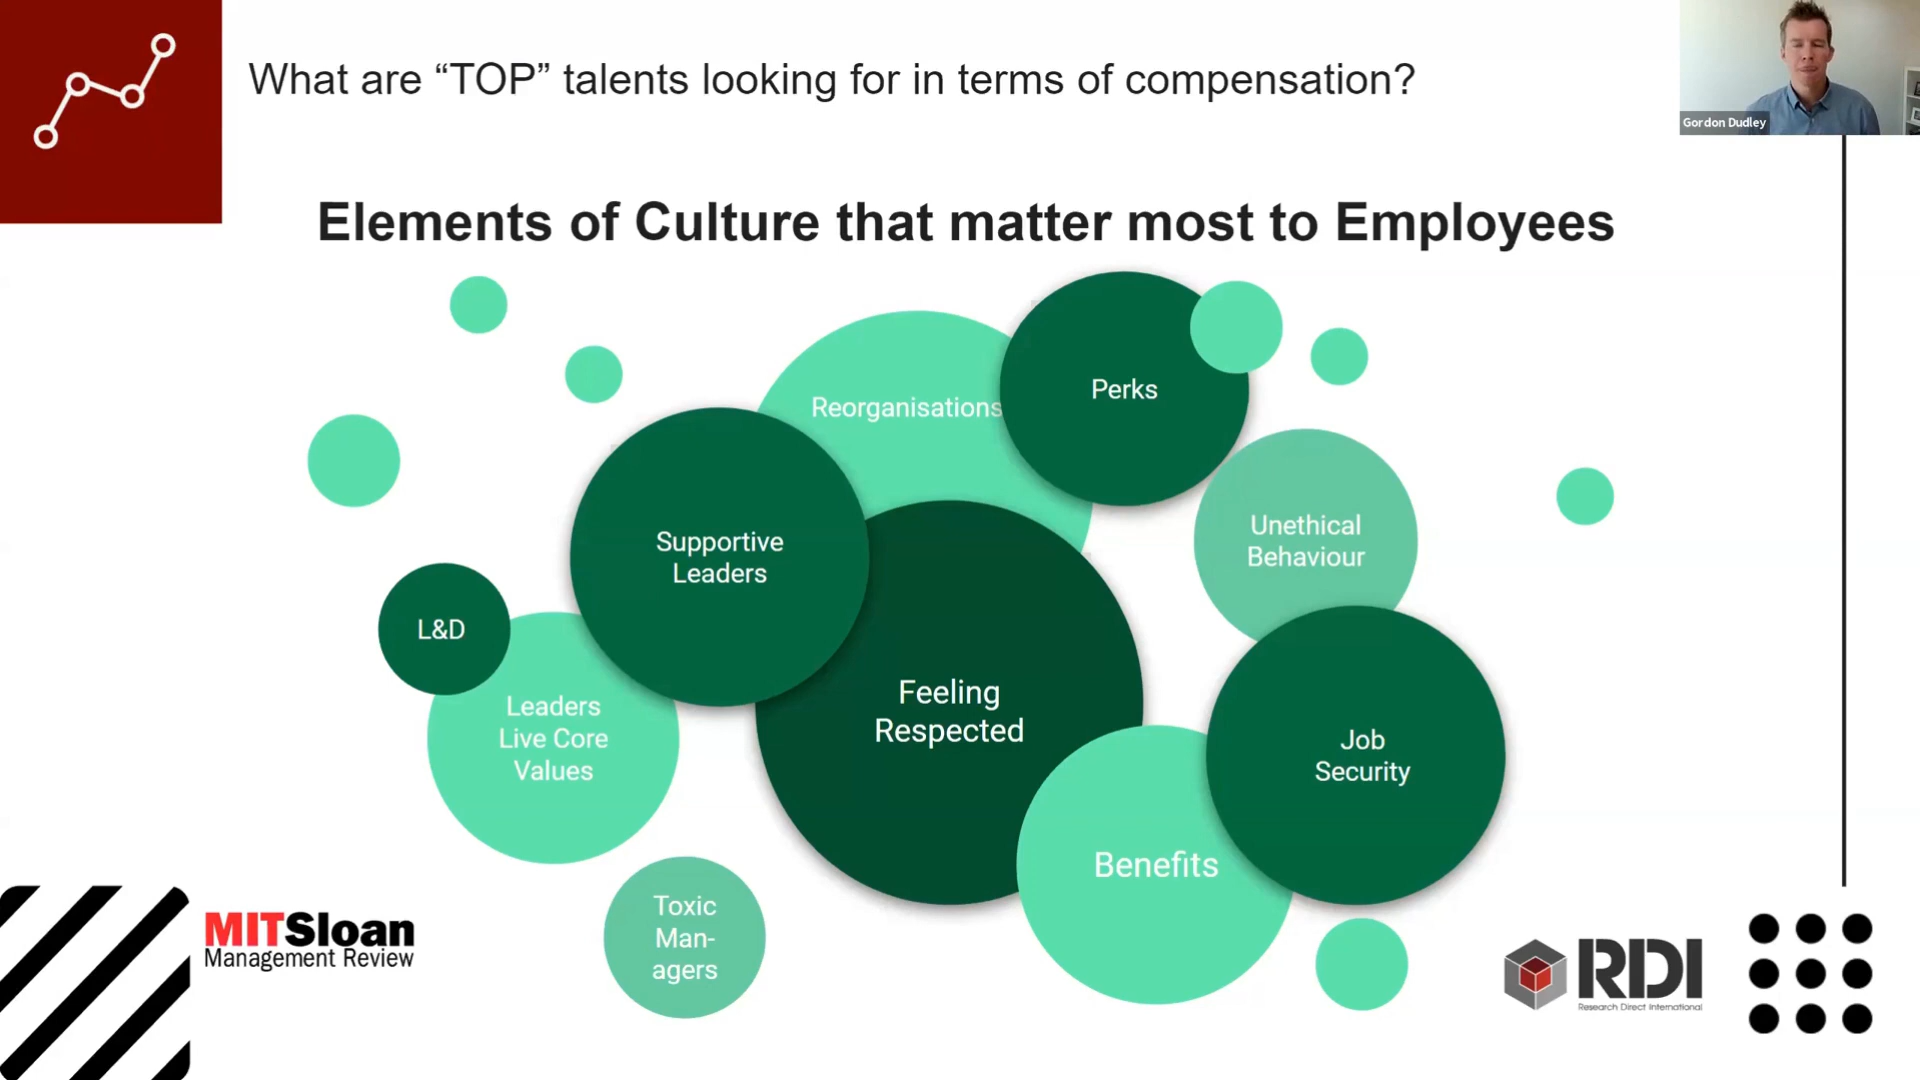 What are “TOP” talents looking for in terms of compensation?
Gordon Dudley
Elements of Culture that matter most to Employees
Reorganisations
Perks
Supportive
Leaders
Unethical
Behaviour
L&D
Leaders
Live Core
Values
Feeling
Respected
Job
Security
Benefits
Toxic
Man-
agers
MITSloan
Management Review
RDI
Research Direct International